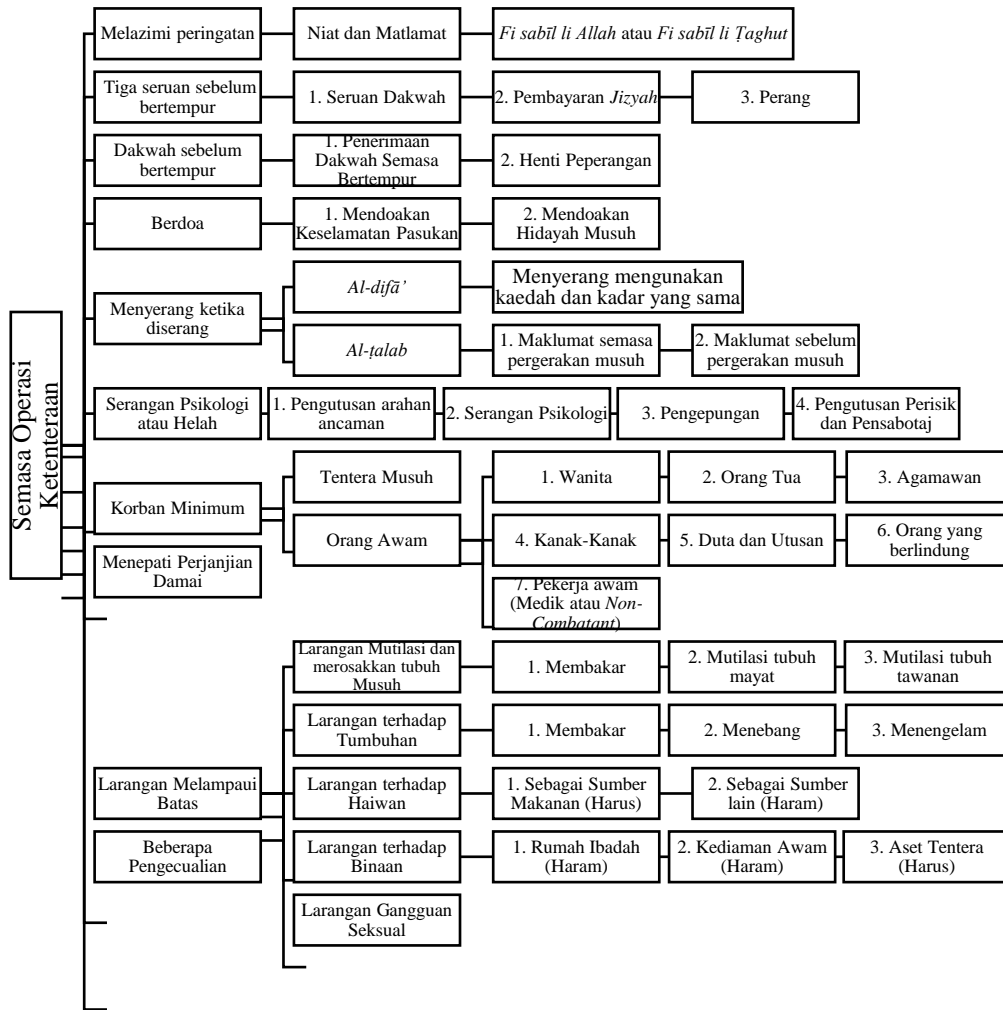 Semasa Operasi
Ketenteraan
Melazimi peringatan
Niat dan Matlamat
Fi sabīl li Allah atau Fi sabīl li Ṭaghut
Tiga seruan sebelum
bertempur
1. Seruan Dakwah
2. Pembayaran Jizyah
3. Perang
Dakwah sebelum
bertempur
1. Penerimaan
Dakwah Semasa
Bertempur
2. Henti Peperangan
Berdoa
1. Mendoakan
Keselamatan Pasukan
2. Mendoakan
Hidayah Musuh
Menyerang ketika
diserang
Al-difā’
Menyerang mengunakan
kaedah dan kadar yang sama
Al-ṭalab
1. Maklumat semasa
pergerakan musuh
2. Maklumat sebelum
pergerakan musuh
Serangan Psikologi
atau Helah
1. Pengutusan arahan
ancaman
2. Serangan Psikologi
3. Pengepungan
4. Pengutusan Perisik
dan Pensabotaj
Korban Minimum
Tentera Musuh
Orang Awam
1. Wanita
2. Orang Tua
3. Agamawan
4. Kanak-Kanak
5. Duta dan Utusan
6. Orang yang
berlindung
7. Pekerja awam
(Medik atau Non-
Combatant)
Menepati Perjanjian
Damai
Larangan Melampaui
Batas
Larangan Mutilasi dan
merosakkan tubuh
Musuh
1. Membakar
2. Mutilasi tubuh
mayat
3. Mutilasi tubuh
tawanan
Larangan terhadap
Tumbuhan
1. Membakar
2. Menebang
3. Menengelam
Larangan terhadap
Haiwan
1. Sebagai Sumber
Makanan (Harus)
2. Sebagai Sumber
lain (Haram)
Larangan terhadap
Binaan
1. Rumah Ibadah
(Haram)
2. Kediaman Awam
(Haram)
3. Aset Tentera
(Harus)
Larangan Gangguan
Seksual
Beberapa
Pengecualian